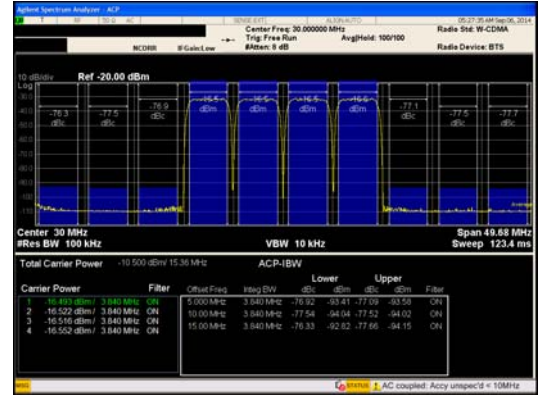 Agilent Spectrum Analyzer - ACP
T RF 50 Ω AC SENSE:EXT ALIGN AUTO 05:27:35 AM Sep 06, 2014
Center Freq: 30.000000 MHz Radio Std: W-CDMA
Trig: Free Run Avg|Hold: 100/100
NCORR IFGain:Low #Atten: 8 dB Radio Device: BTS
10 dB/div Ref -20.00 dBm
Log
-76.3 dBc -77.5 dBc -76.9 dBc -16.5 dBm -16.5 dBm -16.5 dBm -16.6 dBm -77.1 dBc -77.5 dBc -77.7 dBc
Average
Center 30 MHz Span 49.68 MHz
#Res BW 100 kHz VBW 10 kHz Sweep 123.4 ms
Total Carrier Power -10.500 dBm/ 15.36 MHz ACP-IBW
Lower Upper
Carrier Power Filter Offset Freq Integ BW dBc dBm dBc dBm Filter
1 -16.493 dBm / 3.840 MHz ON 5.000 MHz 3.840 MHz -76.92 -93.41 -77.09 -93.58 ON
2 -16.522 dBm / 3.840 MHz ON 10.00 MHz 3.840 MHz -77.54 -94.04 -77.52 -94.02 ON
3 -16.516 dBm / 3.840 MHz ON 15.00 MHz 3.840 MHz -76.33 -92.82 -77.66 -94.15 ON
4 -16.552 dBm / 3.840 MHz ON
MSG STATUS AC coupled: Accy unspec'd < 10MHz